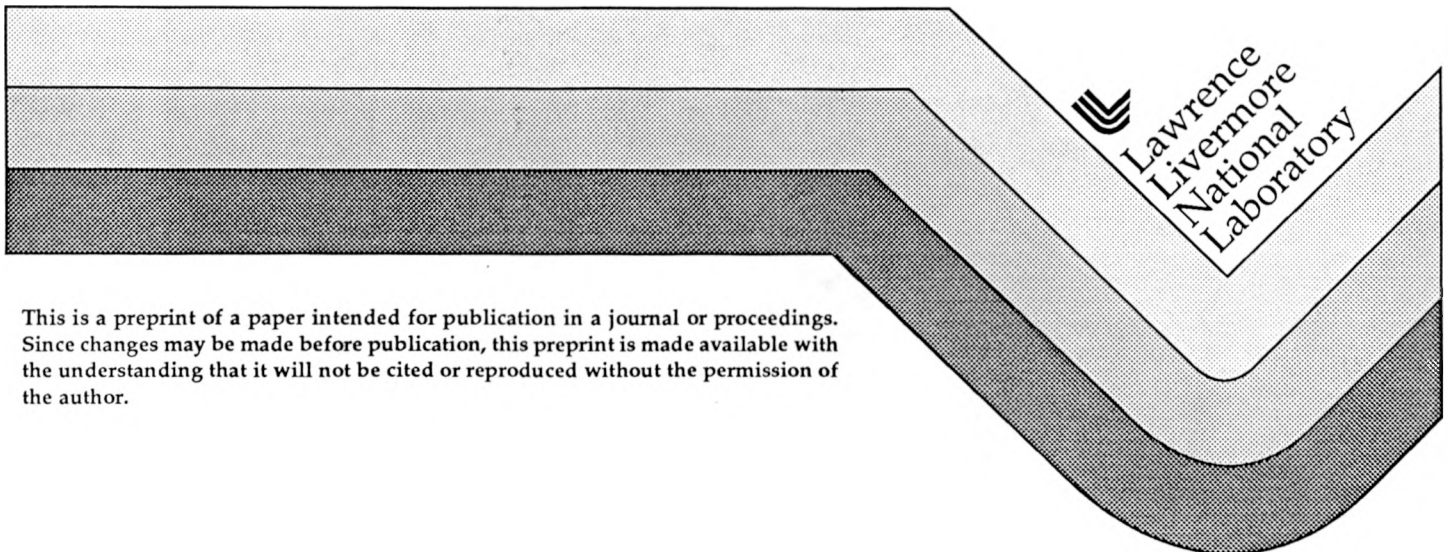 Lawrence
Livermore
National
Laboratory
This is a preprint of a paper intended for publication in a journal or proceedings.
Since changes may be made before publication, this preprint is made available with
the understanding that it will not be cited or reproduced without the permission of
the author.